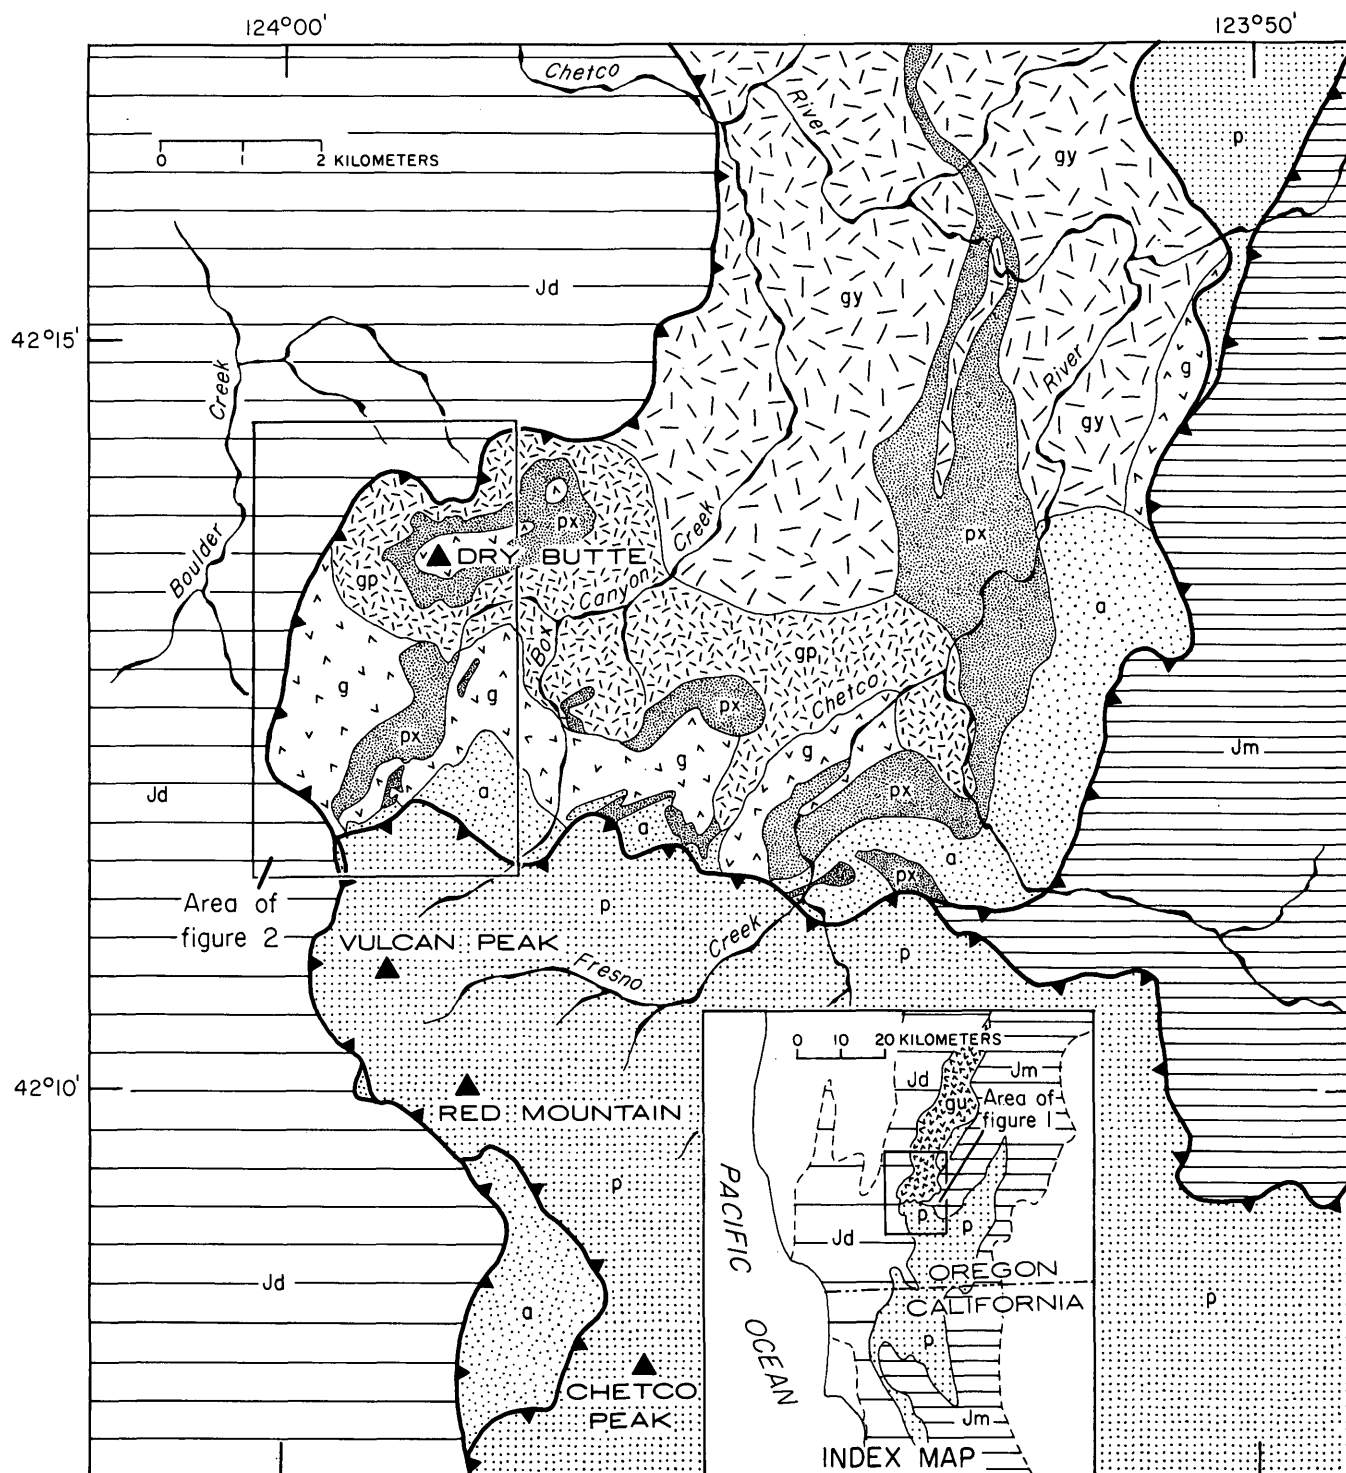 124°00'
123°50'
Chetco
River
gy
p
0 1 2 KILOMETERS
Jd
gy
42°15'
g
River
Creek
gy
px
px
DRY BUTTE
Creek
Boulder
gp
Canyon
a
Box
gp
g
g
Chetco
px
px
g
g
Jm
px
Jd
a
px
a
a
px
Area of
figure 2
p
VULCAN PEAK
Creek
p
Fresno
0 10 20 KILOMETERS
Jd
Jm
42°10'
gu
Area of
figure 1
RED MOUNTAIN
p
p
p
Jd
PACIFIC OCEAN
OREGON
CALIFORNIA
Jd
a
p
p
CHETCO
PEAK
Jm
INDEX MAP